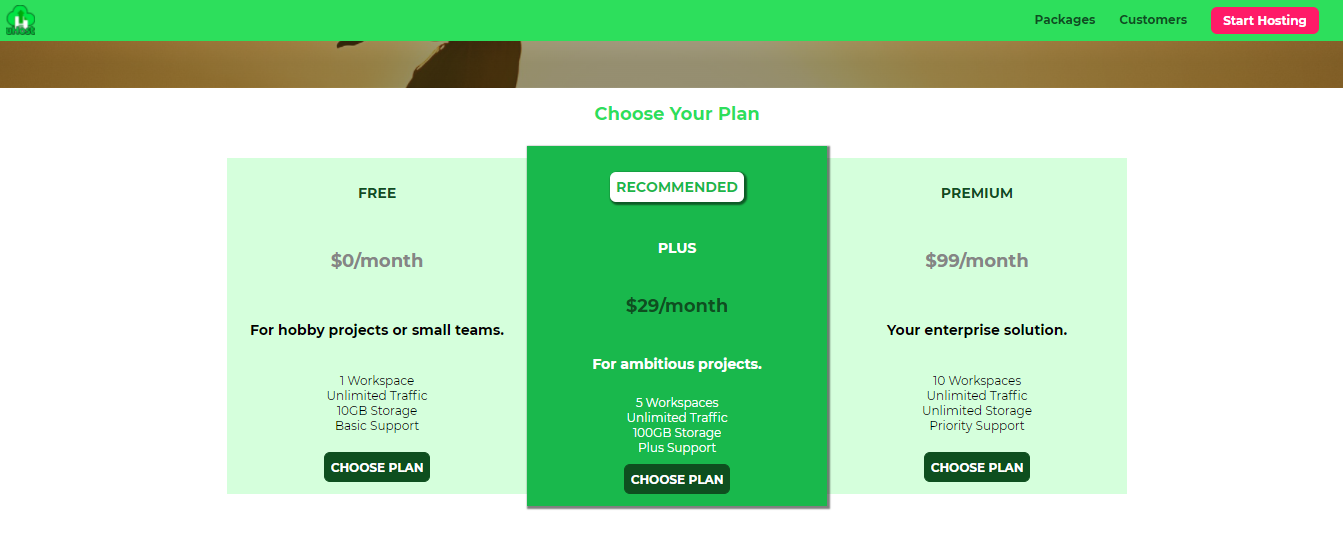 uHost
Packages
Customers
Start Hosting
Choose Your Plan
FREE
$0/month
For hobby projects or small teams.
1 Workspace
Unlimited Traffic
10GB Storage
Basic Support
CHOOSE PLAN
RECOMMENDED
PLUS
$29/month
For ambitious projects.
5 Workspaces
Unlimited Traffic
100GB Storage
Plus Support
CHOOSE PLAN
PREMIUM
$99/month
Your enterprise solution.
10 Workspaces
Unlimited Traffic
Unlimited Storage
Priority Support
CHOOSE PLAN